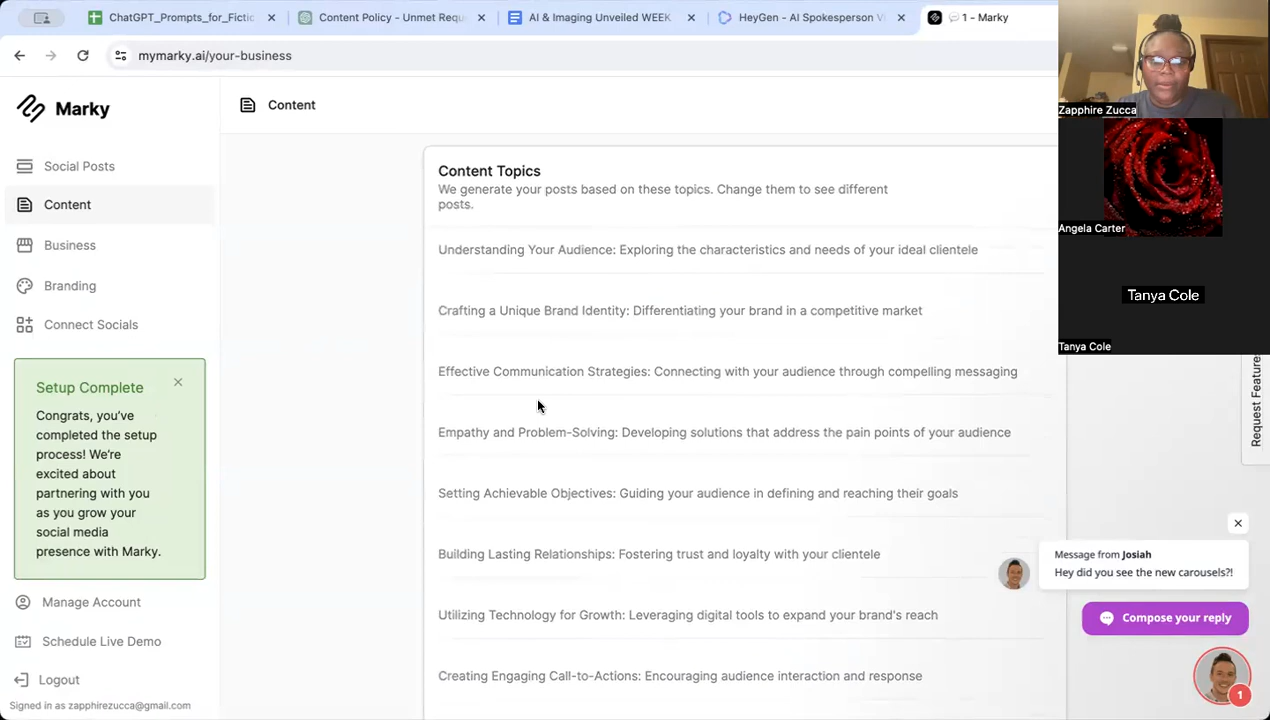 ChatGPT_Prompts_for_Fictic
Content Policy - Unmet Requ
AI & Imaging Unveiled WEEK
HeyGen - AI Spokesperson V
1 - Marky
mymarky.ai/your-business
Marky
Content
Social Posts
Content
Business
Branding
Connect Socials
Setup Complete
Congrats, you've
completed the setup
process! We're
excited about
partnering with you
as you grow your
social media
presence with Marky.
Manage Account
Schedule Live Demo
Logout
Signed in as zapphirezucca@gmail.com
Content Topics
We generate your posts based on these topics. Change them to see different
posts.
Understanding Your Audience: Exploring the characteristics and needs of your ideal clientele
Crafting a Unique Brand Identity: Differentiating your brand in a competitive market
Effective Communication Strategies: Connecting with your audience through compelling messaging
Empathy and Problem-Solving: Developing solutions that address the pain points of your audience
Setting Achievable Objectives: Guiding your audience in defining and reaching their goals
Building Lasting Relationships: Fostering trust and loyalty with your clientele
Utilizing Technology for Growth: Leveraging digital tools to expand your brand's reach
Creating Engaging Call-to-Actions: Encouraging audience interaction and response
Zapphire Zucca
Angela Carter
Tanya Cole
Tanya Cole
Request Feature
Message from Josiah
Hey did you see the new carousels?!
Compose your reply
1